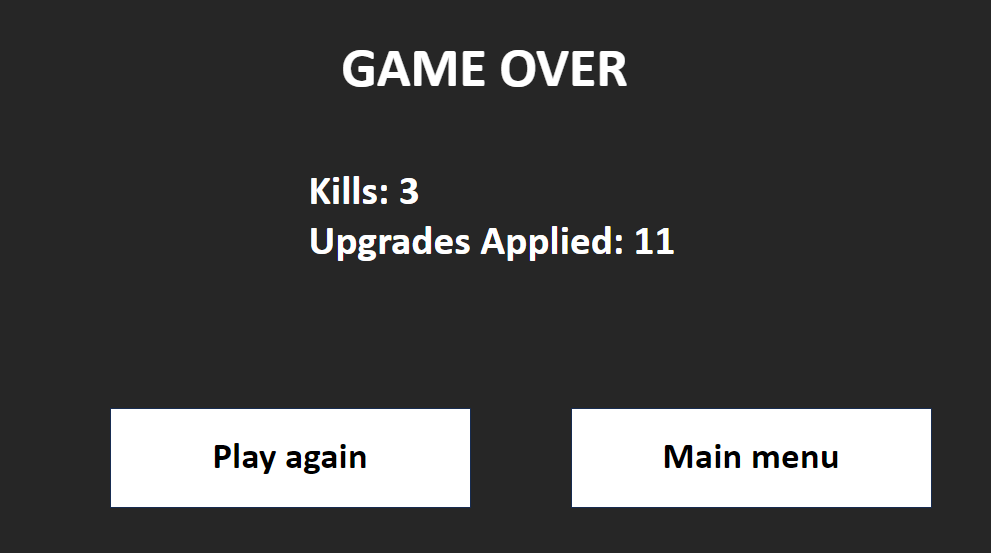 GAME OVER
Kills: 3
Upgrades Applied: 11
Play again
Main menu